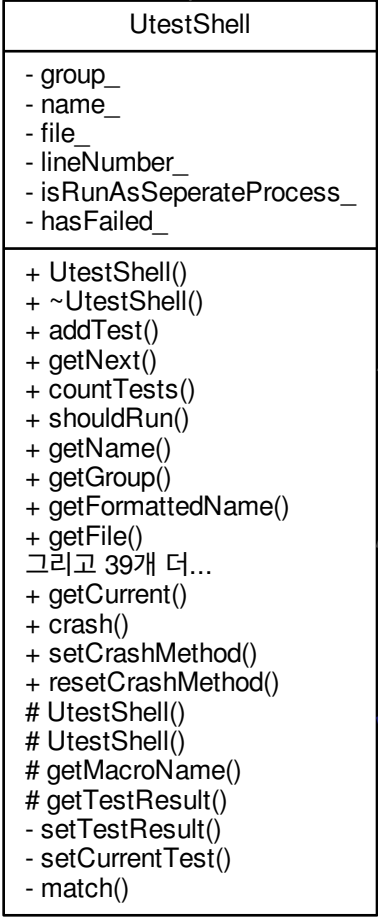 UtestShell
- group_
- name_
- file_
- lineNumber_
- isRunAsSeperateProcess_
- hasFailed_
+ UtestShell()
+ ~UtestShell()
+ addTest()
+ getNext()
+ countTests()
+ shouldRun()
+ getName()
+ getGroup()
+ getFormattedName()
+ getFile()
그리고 39개 더...
+ getCurrent()
+ crash()
+ setCrashMethod()
+ resetCrashMethod()
# UtestShell()
# UtestShell()
# getMacroName()
# getTestResult()
- setTestResult()
- setCurrentTest()
- match()